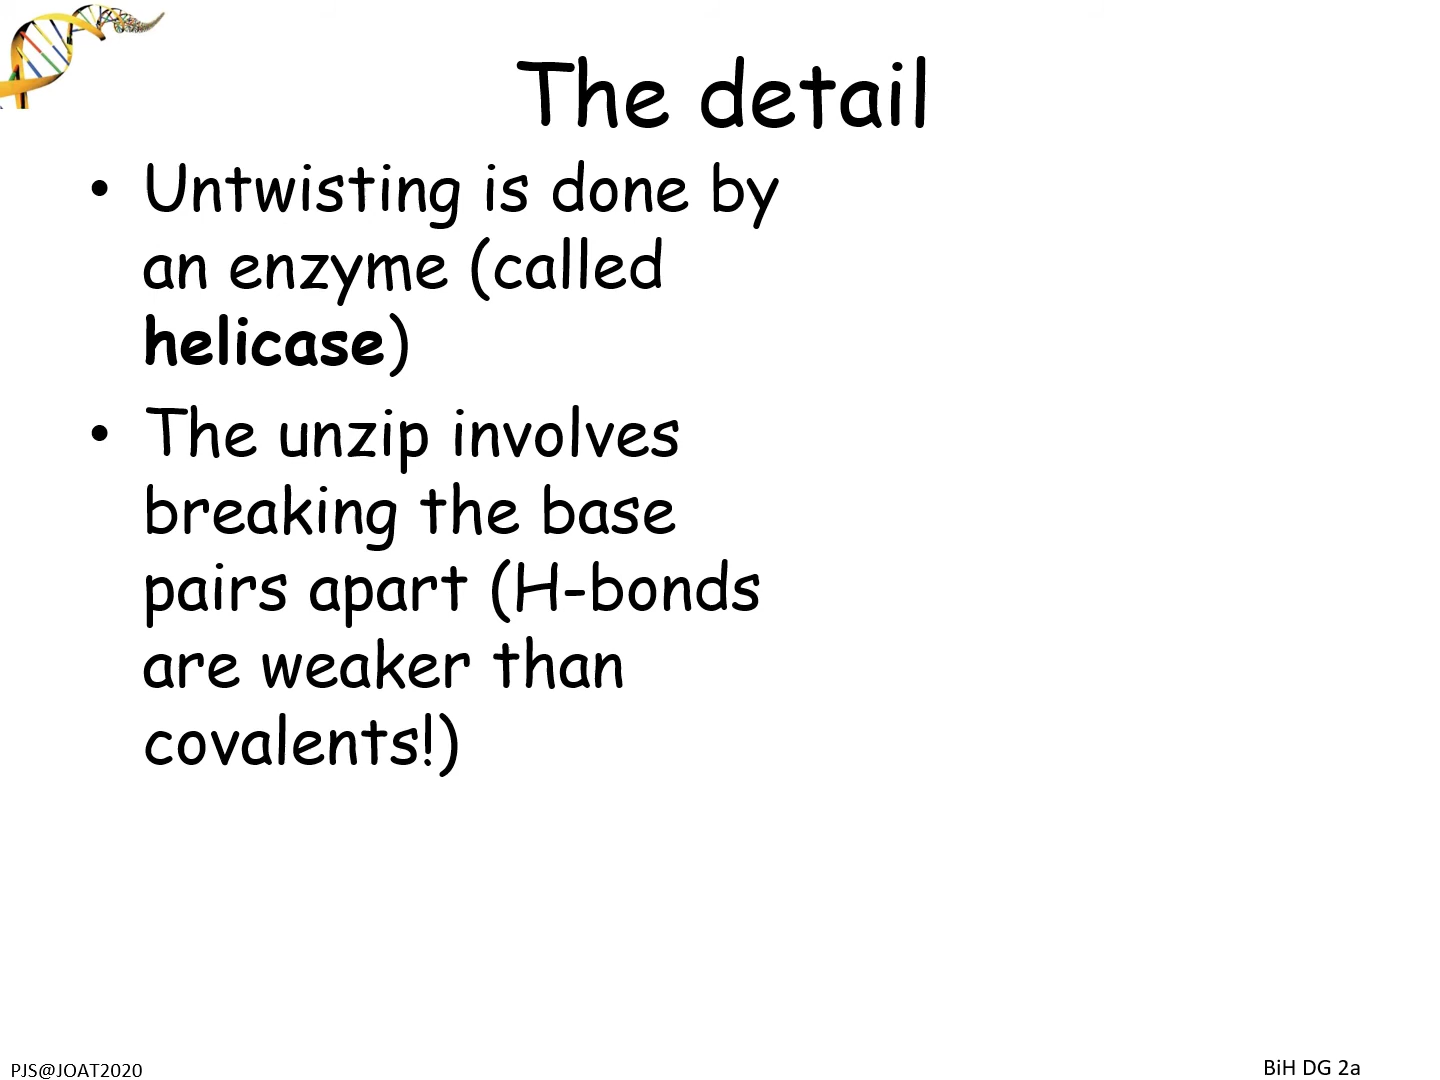 The detail
• Untwisting is done by
an enzyme (called
helicase)
• The unzip involves
breaking the base
pairs apart (H-bonds
are weaker than
covalents!)
PJS@JOAT2020
BiH DG 2a